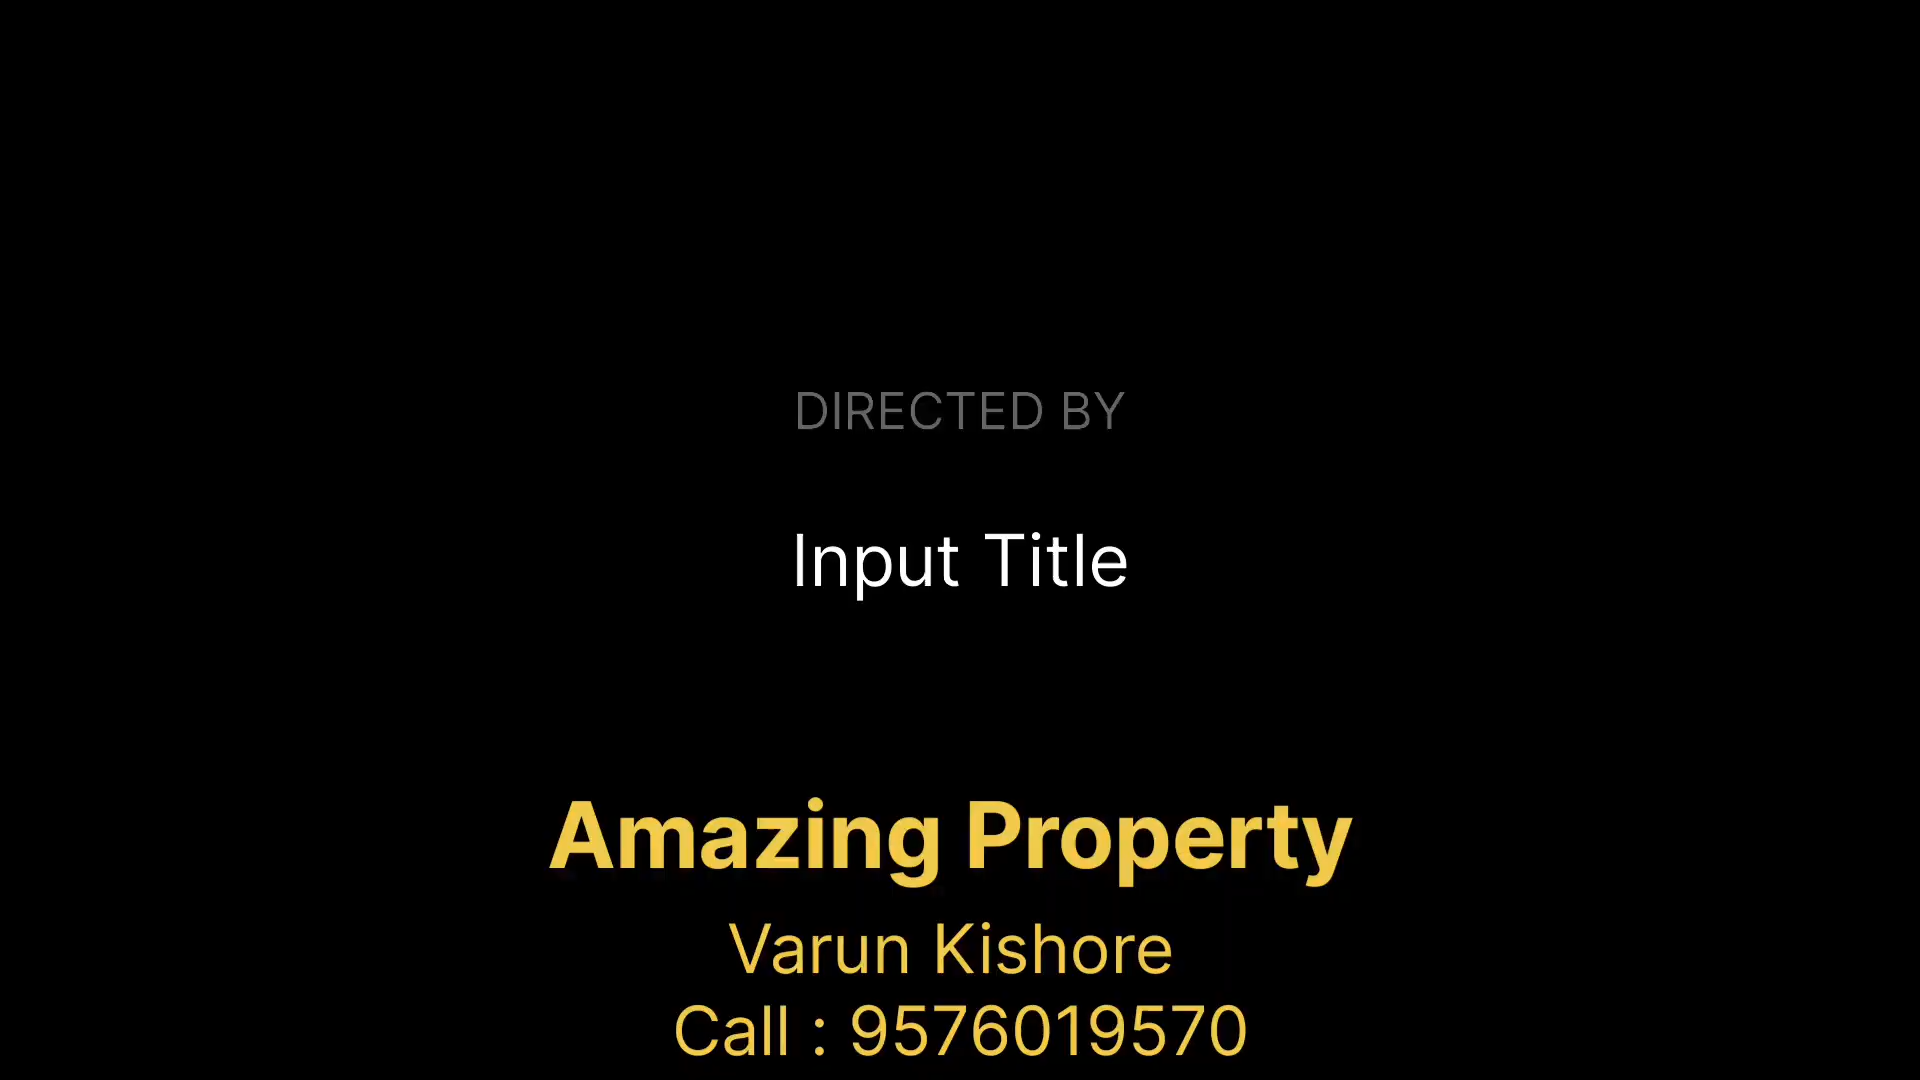 DIRECTED BY
Input Title
Amazing Property
Varun Kishore
Call : 9576019570